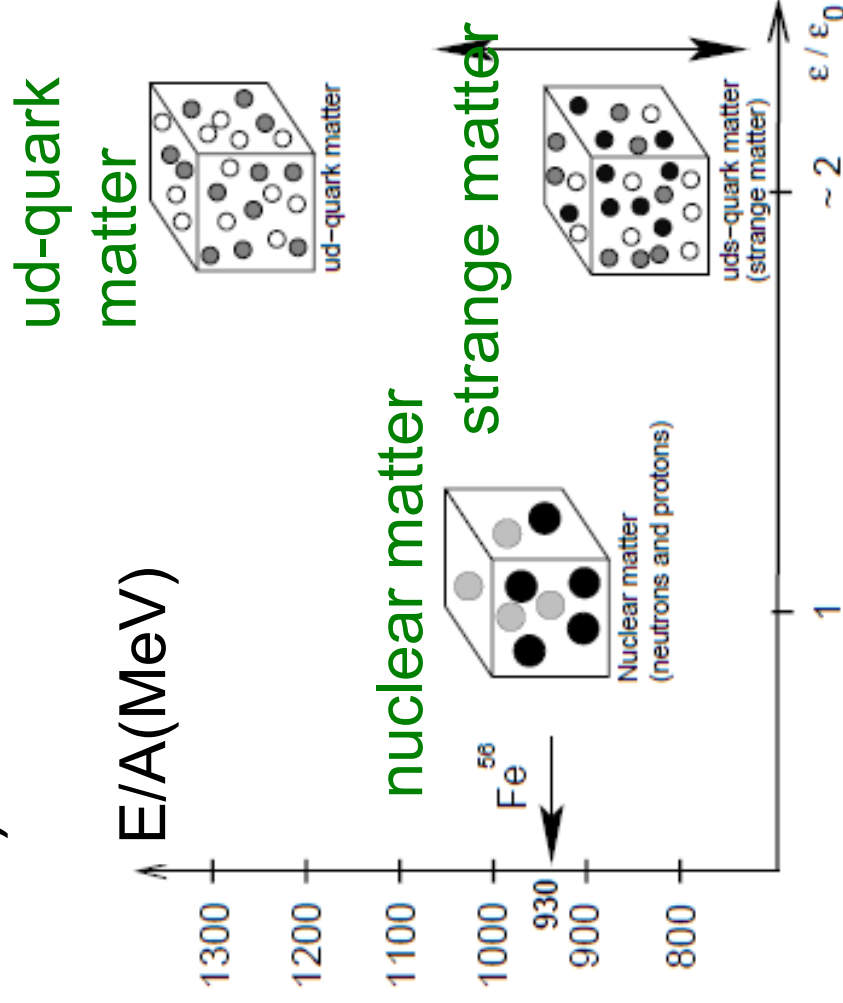 E/A(MeV)
1300
1200
1100
1000
930
900
800
56
Fe
nuclear matter
Nuclear matter
(neutrons and protons)
ud-quark
matter
ud-quark matter
strange matter
uds-quark matter
(strange matter)
1
~ 2
ε / ε0